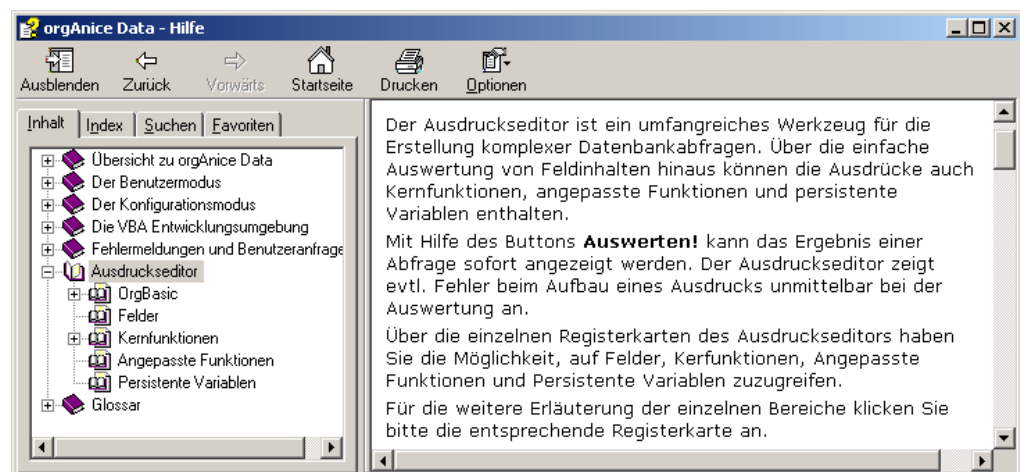 orgAnice Data - Hilfe
Ausblenden Zurück Vorwärts Startseite Drucken Optionen
Inhalt Index Suchen Favoriten
Übersicht zu orgAnice Data
Der Benutzermodus
Der Konfigurationsmodus
Die VBA Entwicklungsumgebung
Fehlermeldungen und Benutzeranfrage
Ausdruckseditor
OrgBasic
Felder
Kernfunktionen
Angepasste Funktionen
Persistente Variablen
Glossar
Der Ausdruckseditor ist ein umfangreiches Werkzeug für die
Erstellung komplexer Datenbankabfragen. Über die einfache
Auswertung von Feldinhalten hinaus können die Ausdrücke auch
Kernfunktionen, angepasste Funktionen und persistente
Variablen enthalten.
Mit Hilfe des Buttons Auswerten! kann das Ergebnis einer
Abfrage sofort angezeigt werden. Der Ausdruckseditor zeigt
evtl. Fehler beim Aufbau eines Ausdrucks unmittelbar bei der
Auswertung an.
Über die einzelnen Registerkarten des Ausdruckseditors haben
Sie die Möglichkeit, auf Felder, Kerfunktionen, Angepasste
Funktionen und Persistente Variablen zuzugreifen.
Für die weitere Erläuterung der einzelnen Bereiche klicken Sie
bitte die entsprechende Registerkarte an.